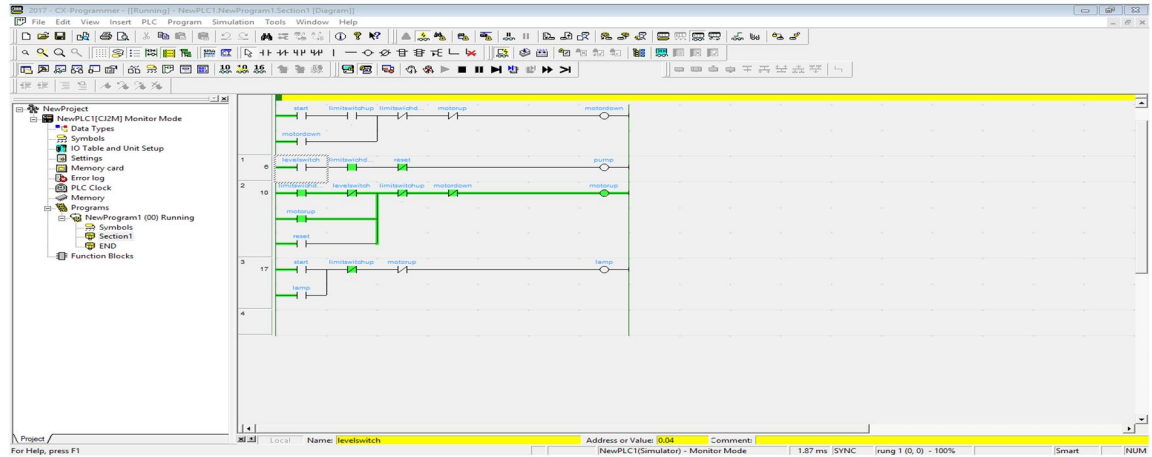 2017 - CX-Programmer - [[Running] - NewPLC1.NewProgram1.Section1 [Diagram]]
File Edit View Insert PLC Program Simulation Tools Window Help
NewProject
NewPLC1[CJ2M] Monitor Mode
Data Types
Symbols
IO Table and Unit Setup
Settings
Memory card
Error log
PLC Clock
Memory
Programs
NewProgram1 (00) Running
Symbols
Section1
END
Function Blocks
start limitswitchup limitswichd... motorup motordown
motordown
1 6 levelswitch limitswichd... reset pump
2 10 limitswichd... levelswitch limitswitchup motordown motorup
motorup
reset
3 17 start limitswitchup motorup lamp
lamp
4
Project
Local Name: levelswitch Address or Value: 0.04 Comment:
For Help, press F1 NewPLC1(Simulator) - Monitor Mode 1.87 ms SYNC rung 1 (0, 0) - 100% Smart NUM